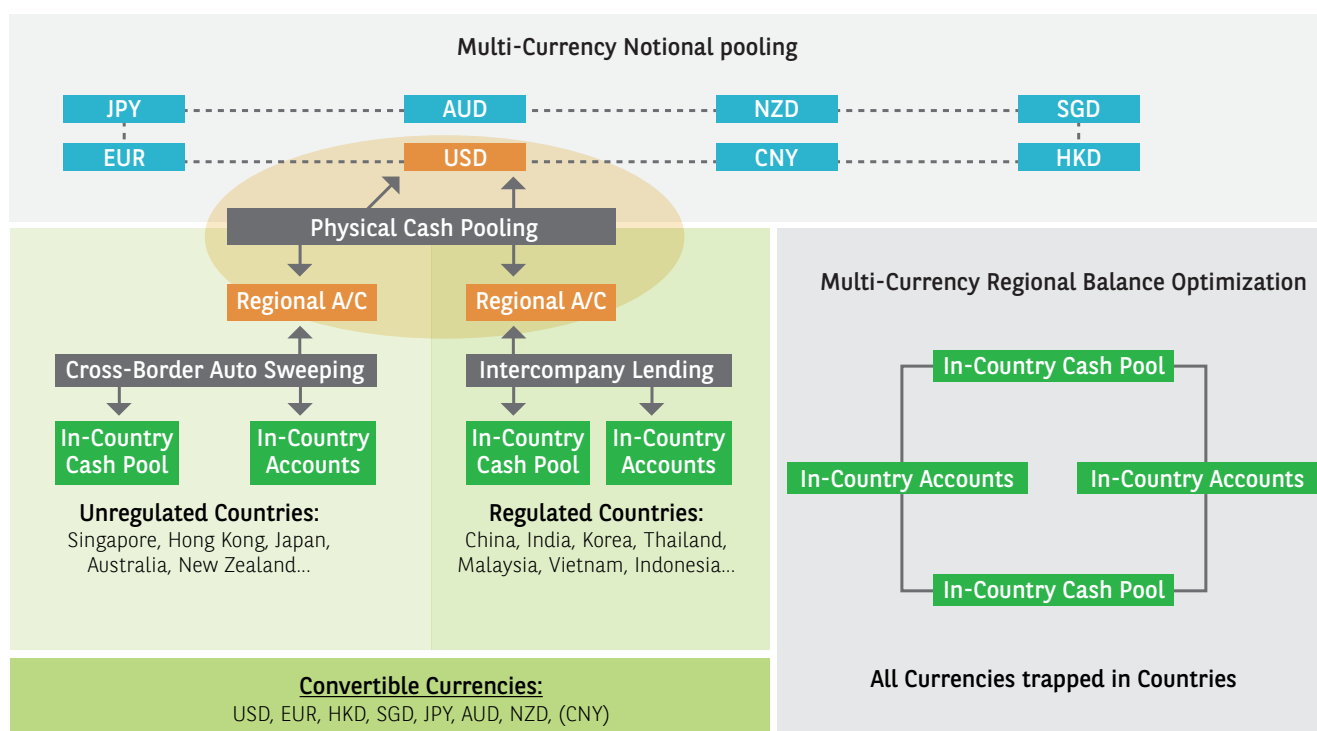 Multi-Currency Notional pooling
JPY
AUD
NZD
SGD
EUR
USD
CNY
HKD
Physical Cash Pooling
Regional A/C
Regional A/C
Cross-Border Auto Sweeping
Intercompany Lending
In-Country
Cash Pool
In-Country
Accounts
In-Country
Cash Pool
In-Country
Accounts
Unregulated Countries:
Singapore, Hong Kong, Japan,
Australia, New Zealand...
Regulated Countries:
China, India, Korea, Thailand,
Malaysia, Vietnam, Indonesia...
Convertible Currencies:
USD, EUR, HKD, SGD, JPY, AUD, NZD, (CNY)
Multi-Currency Regional Balance Optimization
In-Country Cash Pool
In-Country Accounts
In-Country Accounts
In-Country Cash Pool
All Currencies trapped in Countries